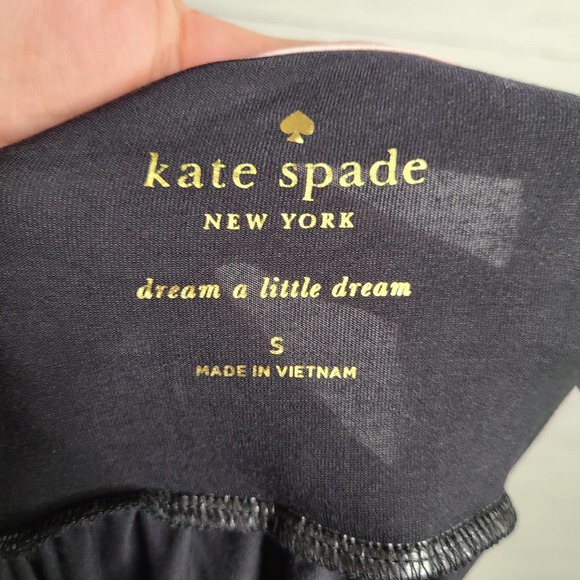 kate spade
NEW YORK
dream a little dream
S
MADE IN VIETNAM